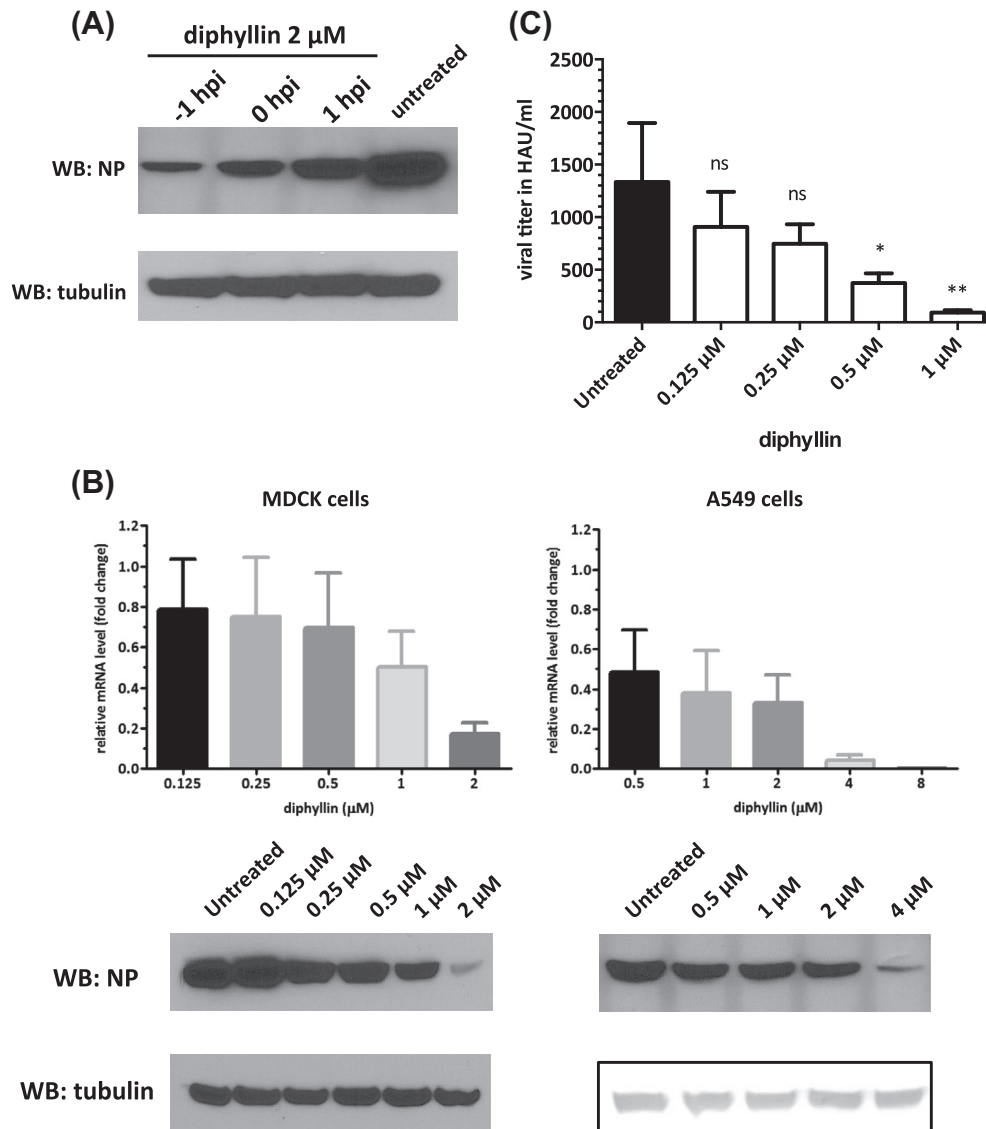 (A)
diphyllin 2 µM
-1 hpi
0 hpi
1 hpi
untreated
WB: NP
WB: tubulin
(C)
viral titer in HAU/ml
2500
2000
1500
1000
500
0
ns
ns
*
**
Untreated
0.125 µM
0.25 µM
0.5 µM
1 µM
diphyllin
(B)
MDCK cells
relative mRNA level (fold change)
1.2
1.0
0.8
0.6
0.4
0.2
0.0
0.125 0.25 0.5 1 2
diphyllin (µM)
A549 cells
relative mRNA level (fold change)
1.2
1.0
0.8
0.6
0.4
0.2
0.0
0.5 1 2 4 8
diphyllin (µM)
Untreated
0.125 µM
0.25 µM
0.5 µM
1 µM
2 µM
Untreated
0.5 µM
1 µM
2 µM
4 µM
WB: NP
WB: tubulin